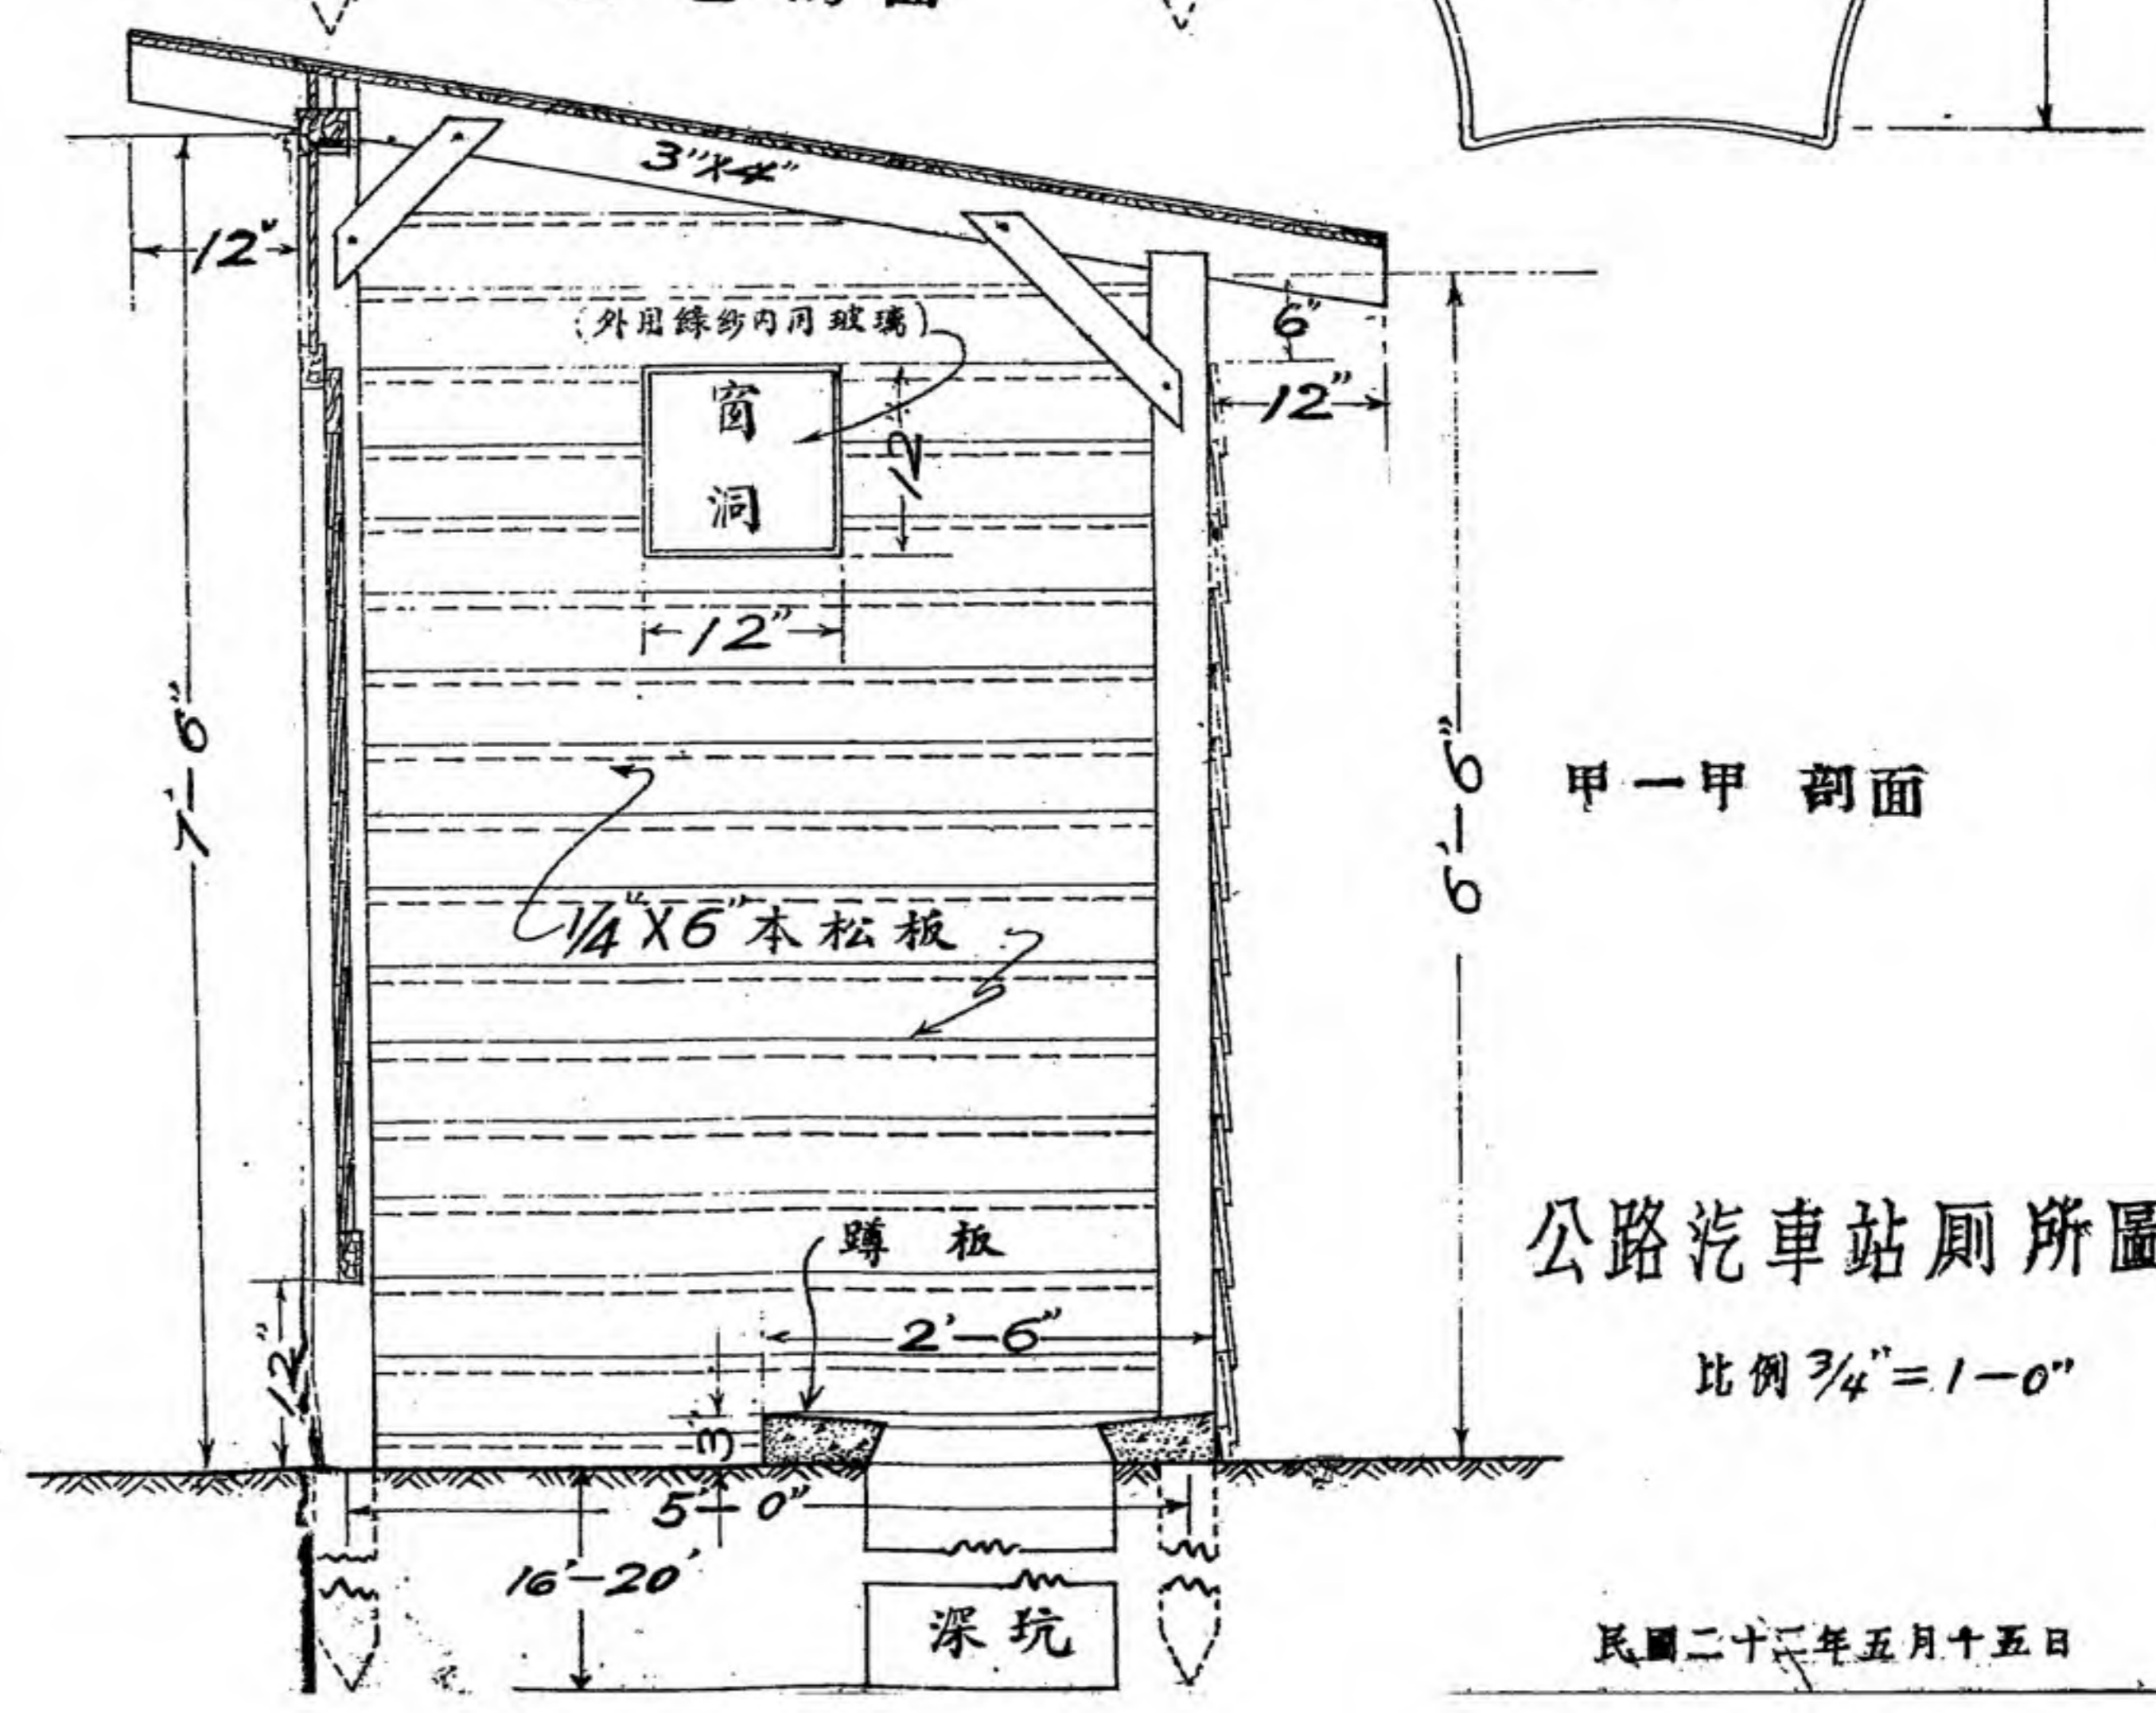 3"X4"
12"
6"
(外用綠紗內用玻璃)
窗
洞
12
12"
12"
7'-6"
6'-6"
甲一甲 剖面
1/4"X6"本松板
蹲 板
公路汽車站厠所圖
2'-6"
12"
比例 3/4"=1-0"
3"
5'-0"
16'-20'
深坑
民國二十二年五月十五日